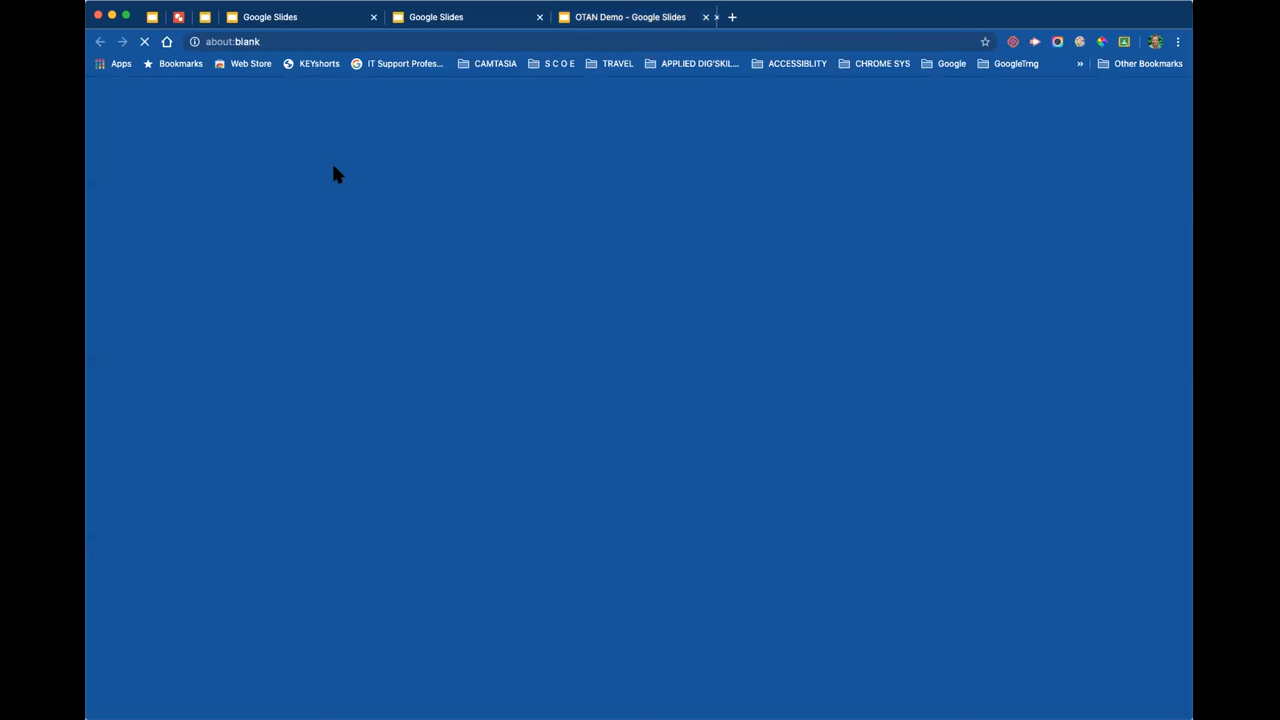 Google Slides
Google Slides
OTAN Demo - Google Slides
about:blank
Apps
Bookmarks
Web Store
KEYshorts
IT Support Profes...
CAMTASIA
S C O E
TRAVEL
APPLIED DIG'SKIL...
ACCESSIBLITY
CHROME SYS
Google
GoogleTrng
»
Other Bookmarks